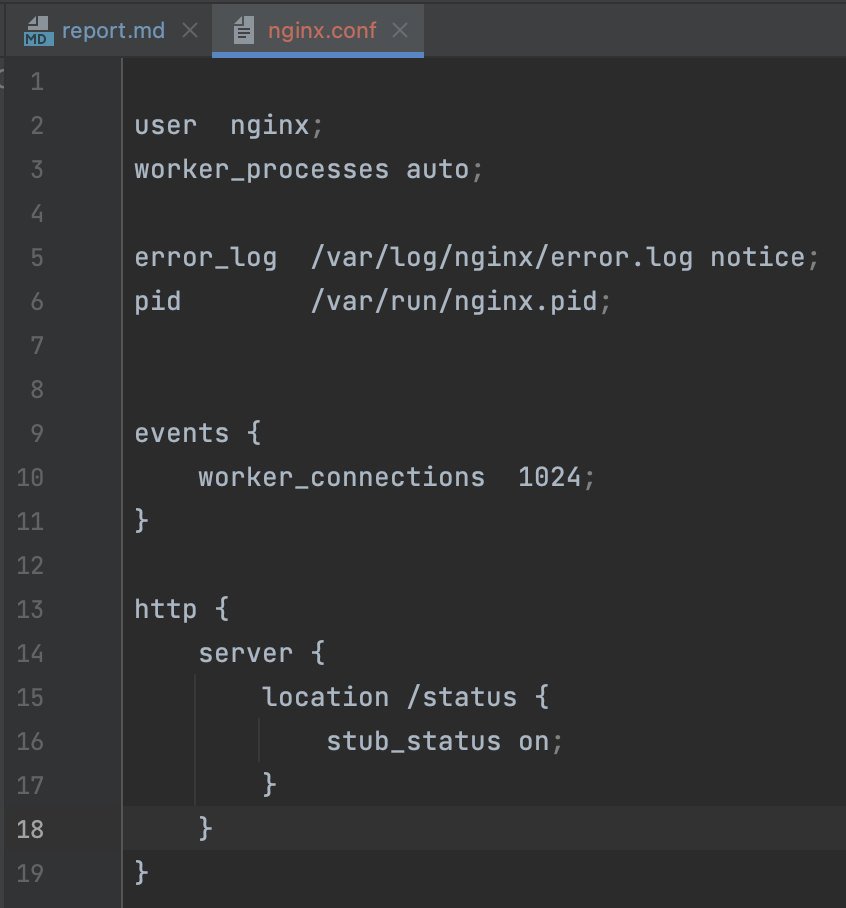 MD report.md nginx.conf
1
2 user  nginx;
3 worker_processes auto;
4
5 error_log  /var/log/nginx/error.log notice;
6 pid        /var/run/nginx.pid;
7
8
9 events {
10     worker_connections  1024;
11 }
12
13 http {
14     server {
15         location /status {
16             stub_status on;
17         }
18     }
19 }